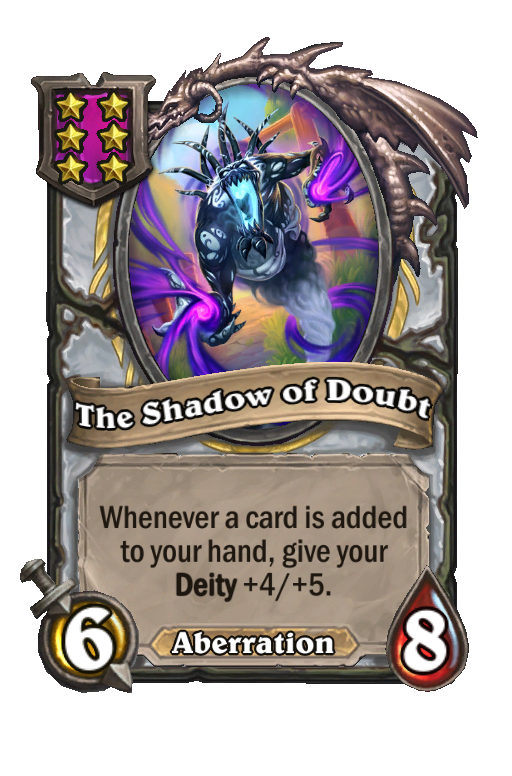 The Shadow of Doubt
Whenever a card is added
to your hand, give your
Deity +4/+5.
6
Aberration
8